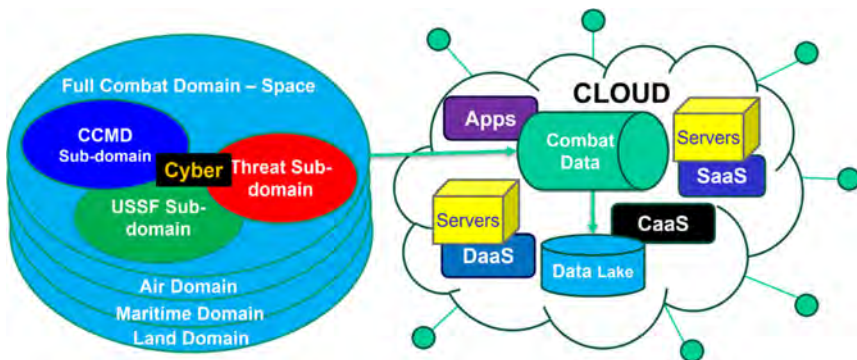 Full Combat Domain – Space
CCMD
Sub-domain
Cyber
Threat Sub-
domain
USSF Sub-
domain
Air Domain
Maritime Domain
Land Domain
CLOUD
Apps
Combat
Data
Servers
SaaS
Servers
DaaS
CaaS
Data Lake